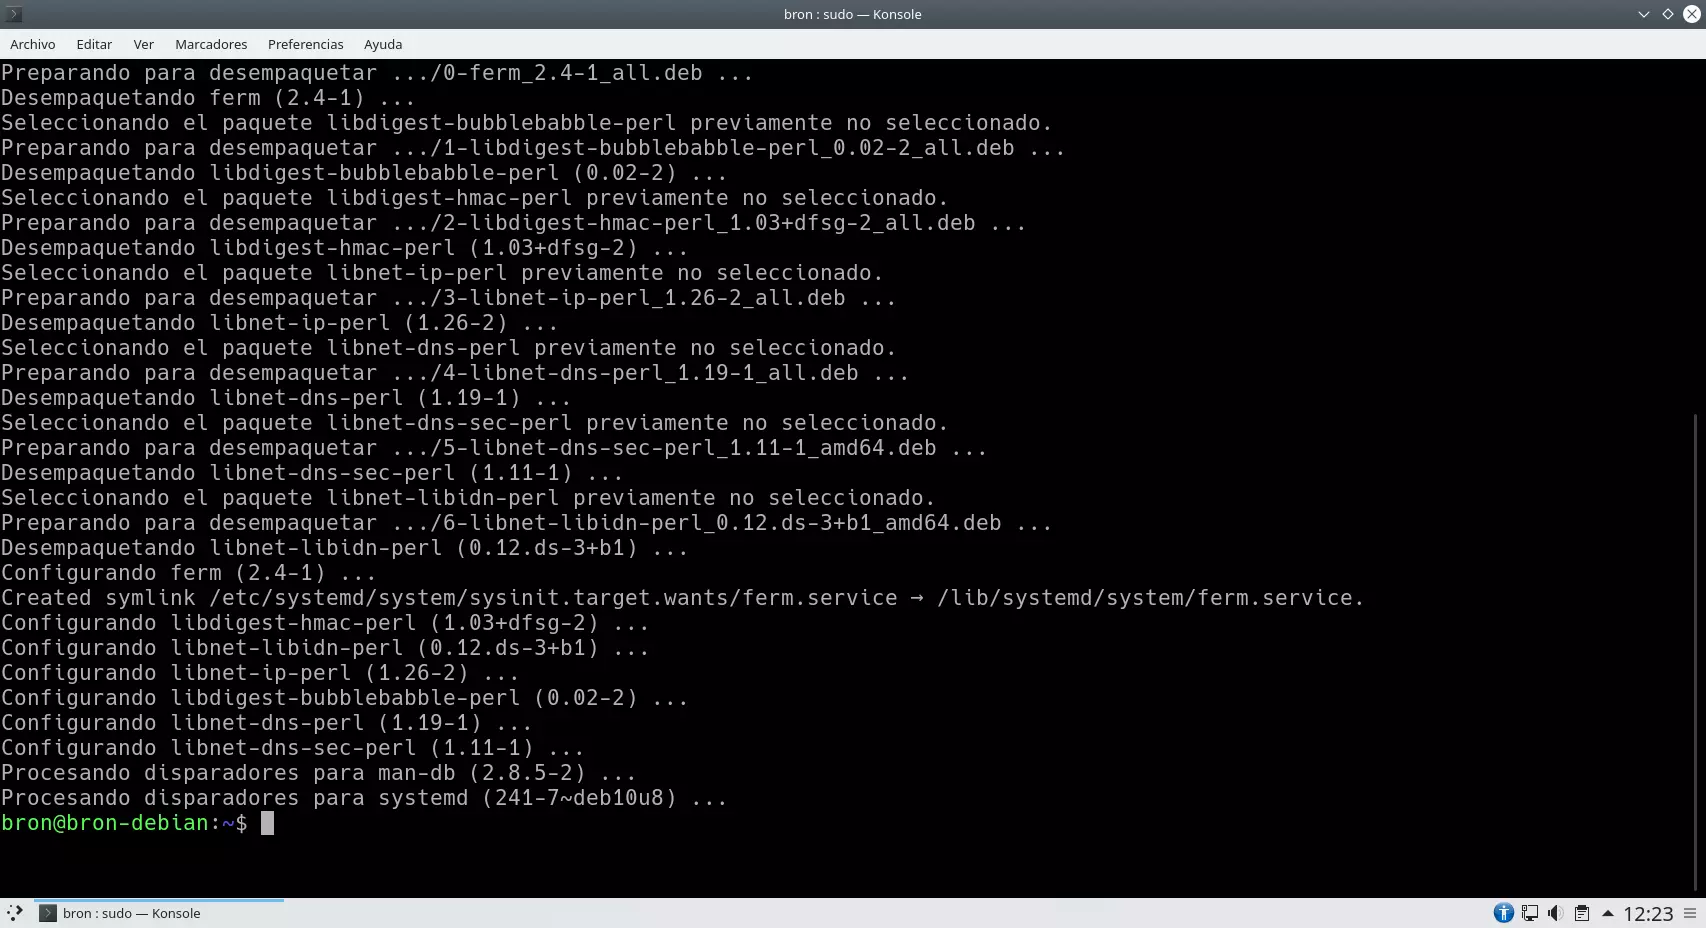 bron : sudo — Konsole
Archivo Editar Ver Marcadores Preferencias Ayuda
Preparando para desempaquetar .../0-ferm_2.4-1_all.deb ...
Desempaquetando ferm (2.4-1) ...
Seleccionando el paquete libdigest-bubblebabble-perl previamente no seleccionado.
Preparando para desempaquetar .../1-libdigest-bubblebabble-perl_0.02-2_all.deb ...
Desempaquetando libdigest-bubblebabble-perl (0.02-2) ...
Seleccionando el paquete libdigest-hmac-perl previamente no seleccionado.
Preparando para desempaquetar .../2-libdigest-hmac-perl_1.03+dfsg-2_all.deb ...
Desempaquetando libdigest-hmac-perl (1.03+dfsg-2) ...
Seleccionando el paquete libnet-ip-perl previamente no seleccionado.
Preparando para desempaquetar .../3-libnet-ip-perl_1.26-2_all.deb ...
Desempaquetando libnet-ip-perl (1.26-2) ...
Seleccionando el paquete libnet-dns-perl previamente no seleccionado.
Preparando para desempaquetar .../4-libnet-dns-perl_1.19-1_all.deb ...
Desempaquetando libnet-dns-perl (1.19-1) ...
Seleccionando el paquete libnet-dns-sec-perl previamente no seleccionado.
Preparando para desempaquetar .../5-libnet-dns-sec-perl_1.11-1_amd64.deb ...
Desempaquetando libnet-dns-sec-perl (1.11-1) ...
Seleccionando el paquete libnet-libidn-perl previamente no seleccionado.
Preparando para desempaquetar .../6-libnet-libidn-perl_0.12.ds-3+b1_amd64.deb ...
Desempaquetando libnet-libidn-perl (0.12.ds-3+b1) ...
Configurando ferm (2.4-1) ...
Created symlink /etc/systemd/system/sysinit.target.wants/ferm.service → /lib/systemd/system/ferm.service.
Configurando libdigest-hmac-perl (1.03+dfsg-2) ...
Configurando libnet-libidn-perl (0.12.ds-3+b1) ...
Configurando libnet-ip-perl (1.26-2) ...
Configurando libdigest-bubblebabble-perl (0.02-2) ...
Configurando libnet-dns-perl (1.19-1) ...
Configurando libnet-dns-sec-perl (1.11-1) ...
Procesando disparadores para man-db (2.8.5-2) ...
Procesando disparadores para systemd (241-7~deb10u8) ...
bron@bron-debian:~$
bron : sudo — Konsole
12:23